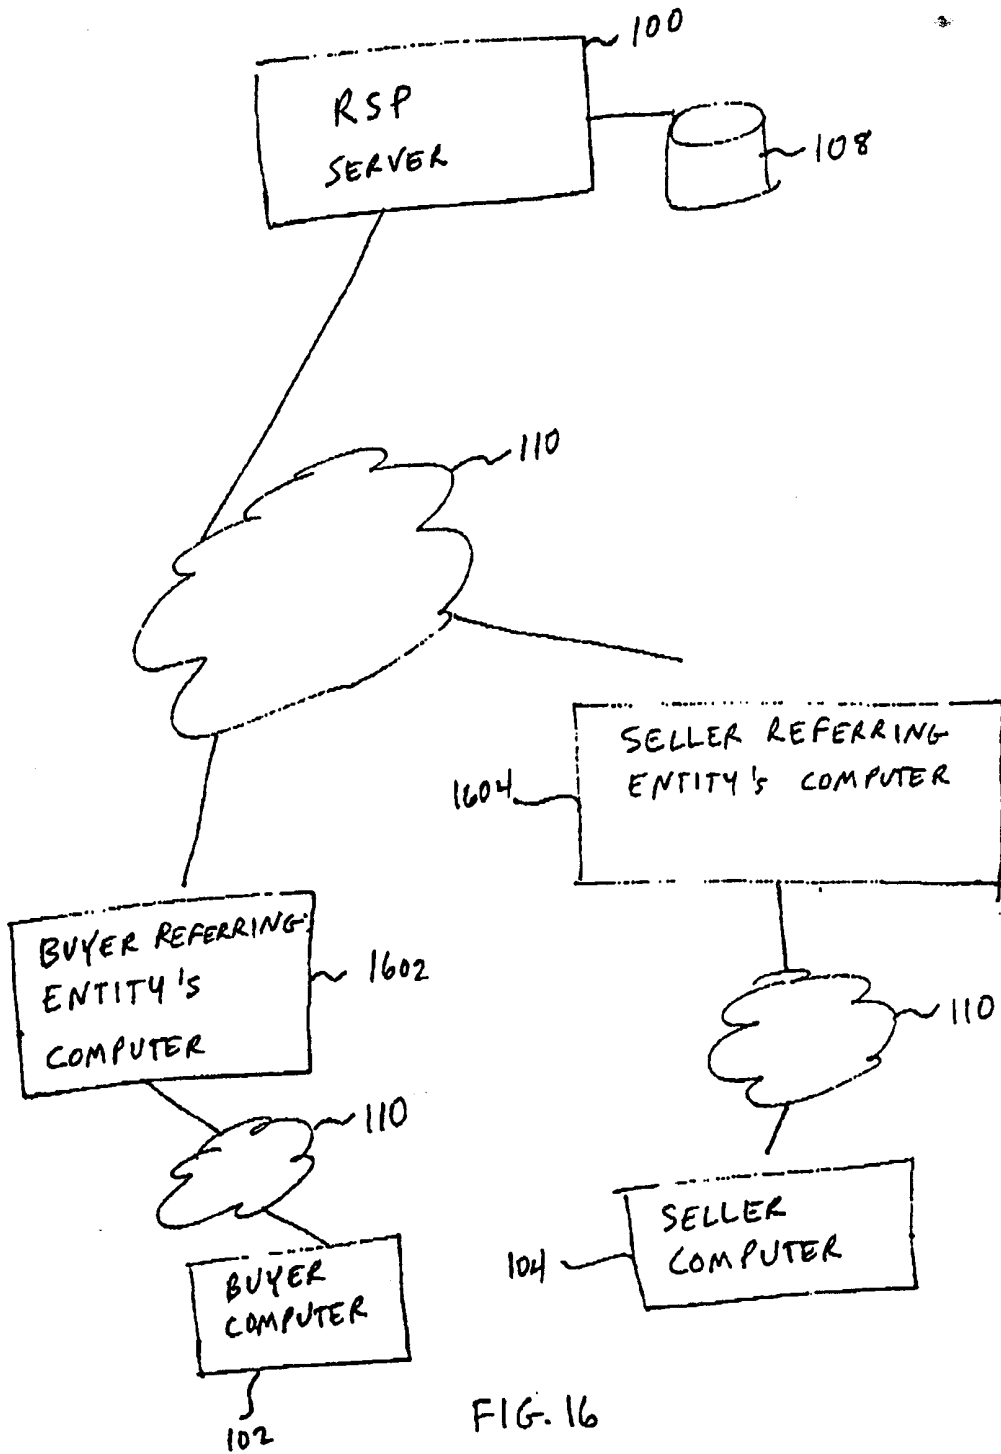 100
RSP
SERVER
108
110
SELLER REFERRING
ENTITY's COMPUTER
1604
BUYER REFERRING
ENTITY's
COMPUTER
1602
110
110
SELLER
COMPUTER
104
BUYER
COMPUTER
102
FIG. 16